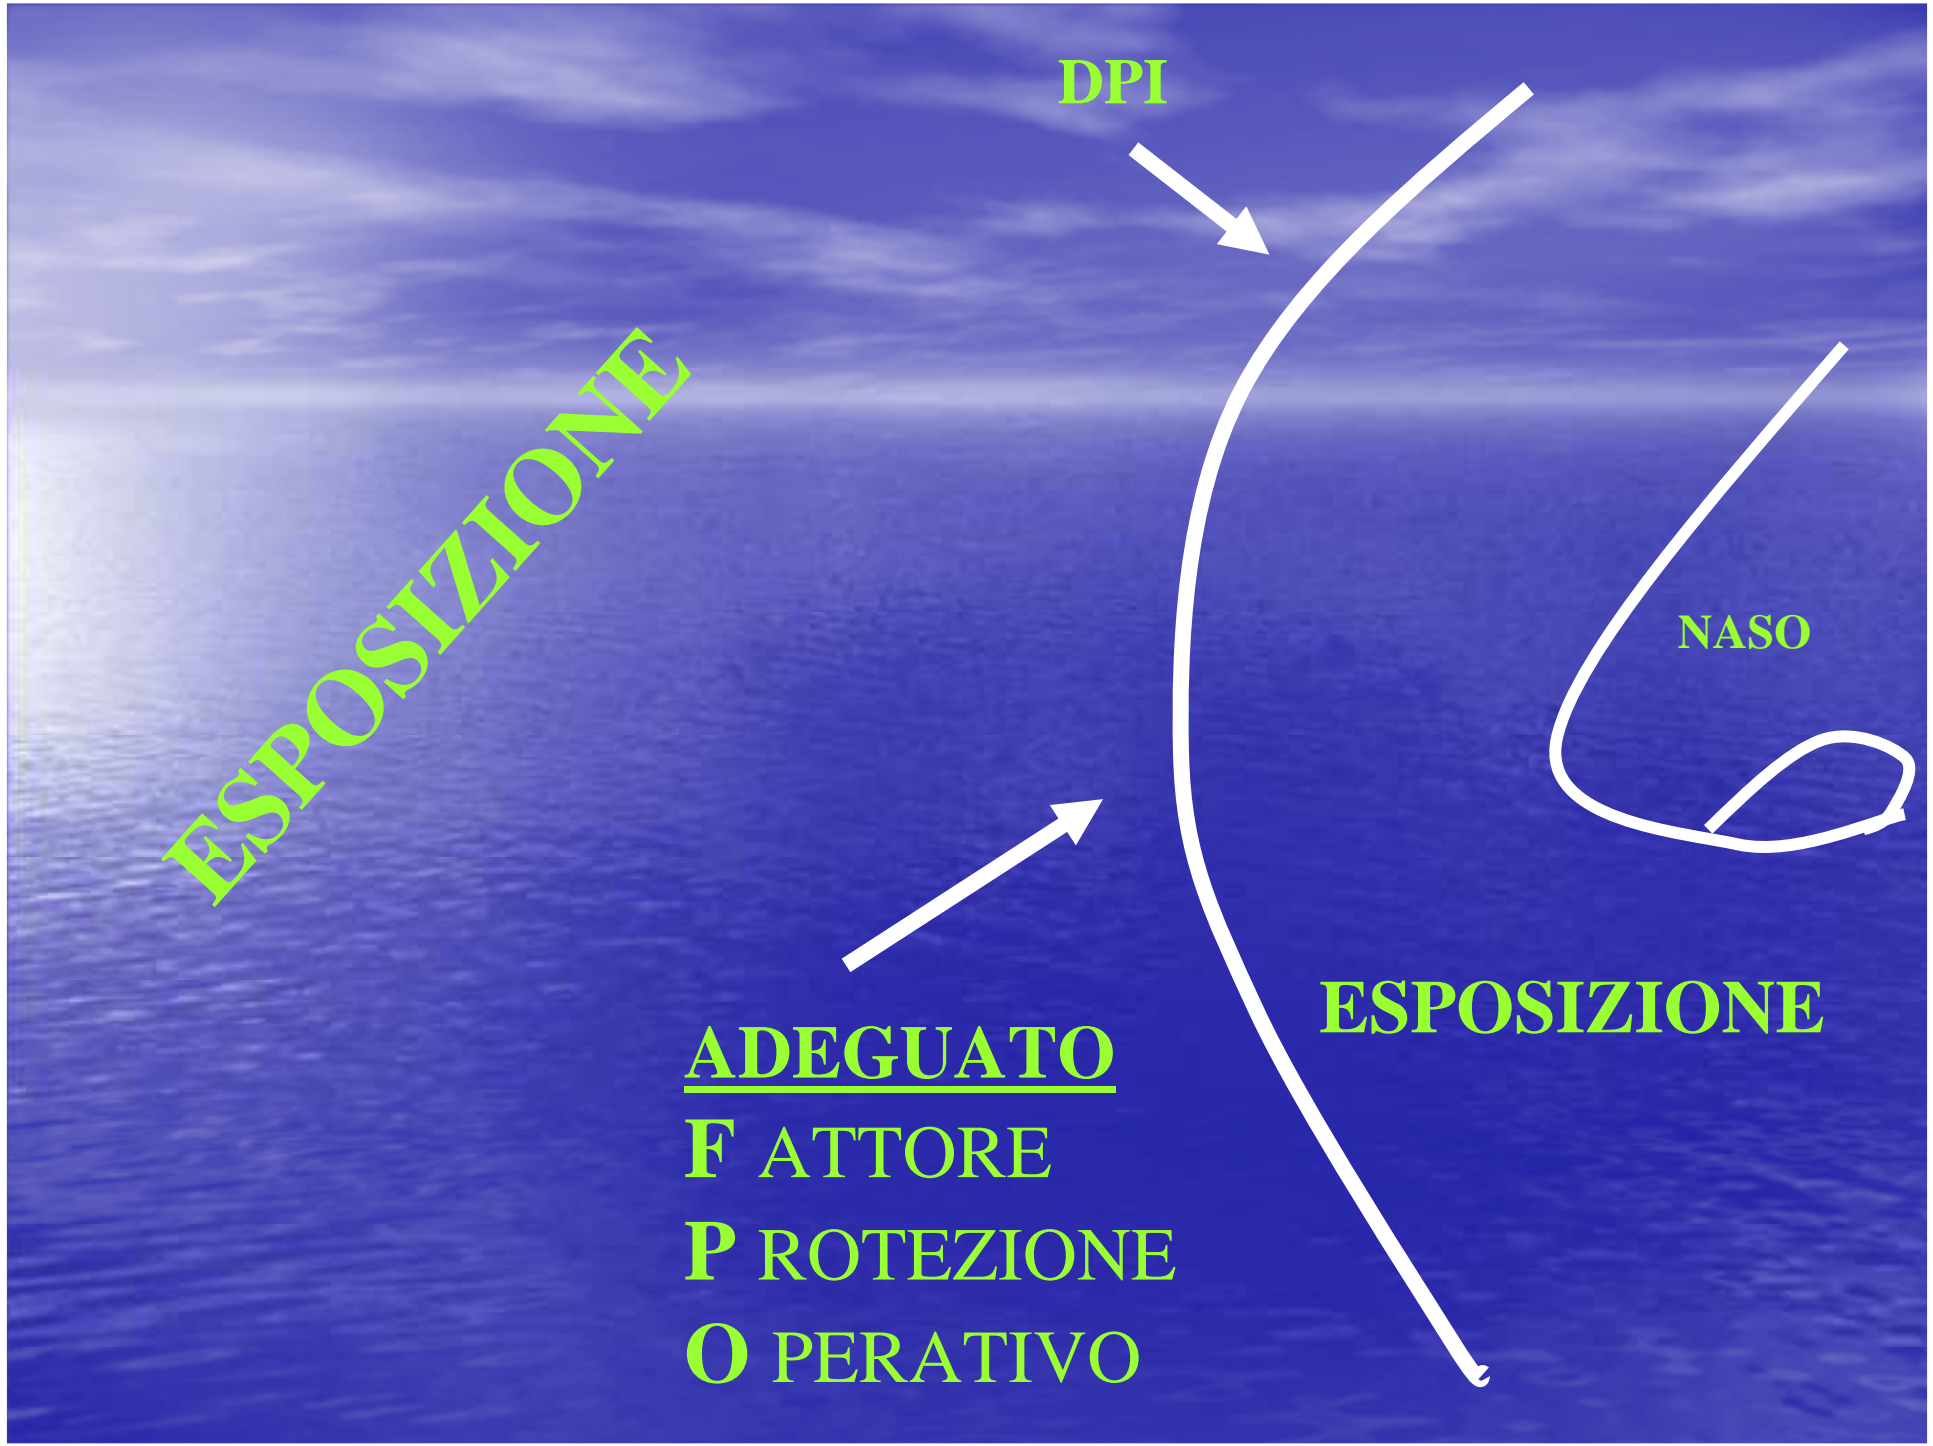 DPI
ESPOSIZIONE
NASO
ESPOSIZIONE
ADEGUATO
F ATTORE
P ROTEZIONE
O PERATIVO